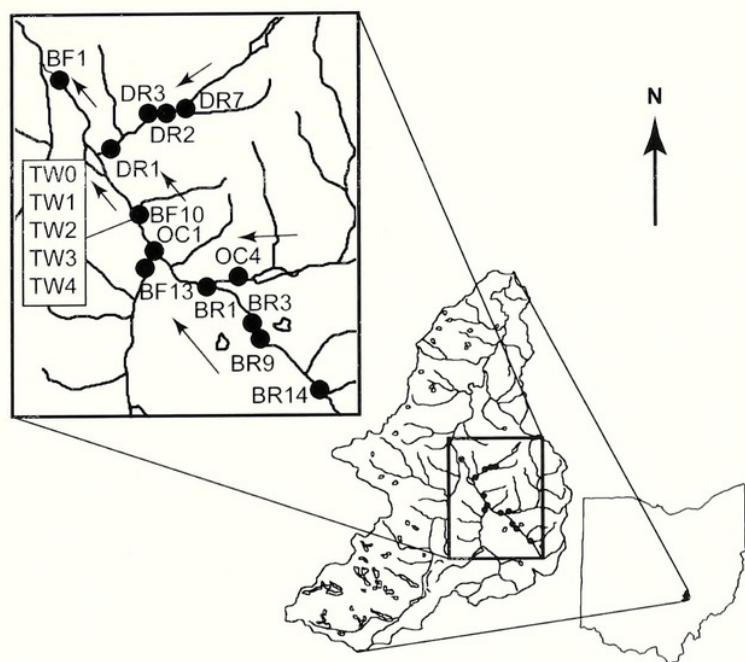 BF1
DR3
DR7
DR2
DR1
TW0
TW1
TW2
TW3
TW4
BF10
OC1
OC4
BF13
BR1
BR3
BR9
BR14
N